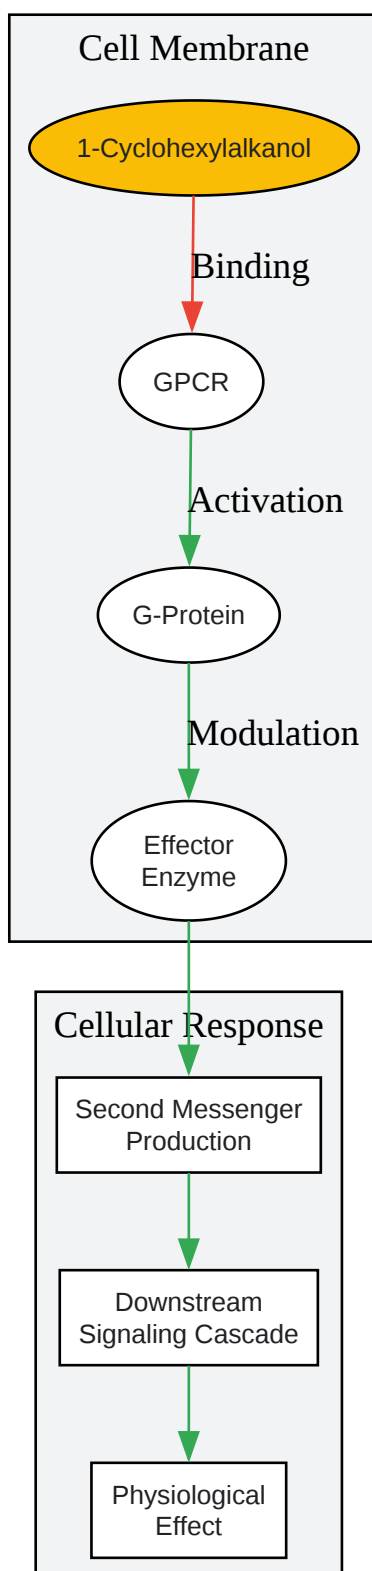 Cell Membrane
1-Cyclohexylalkanol
Binding
GPCR
Activation
G-Protein
Modulation
Effector
Enzyme
Cellular Response
Second Messenger
Production
Downstream
Signaling Cascade
Physiological
Effect